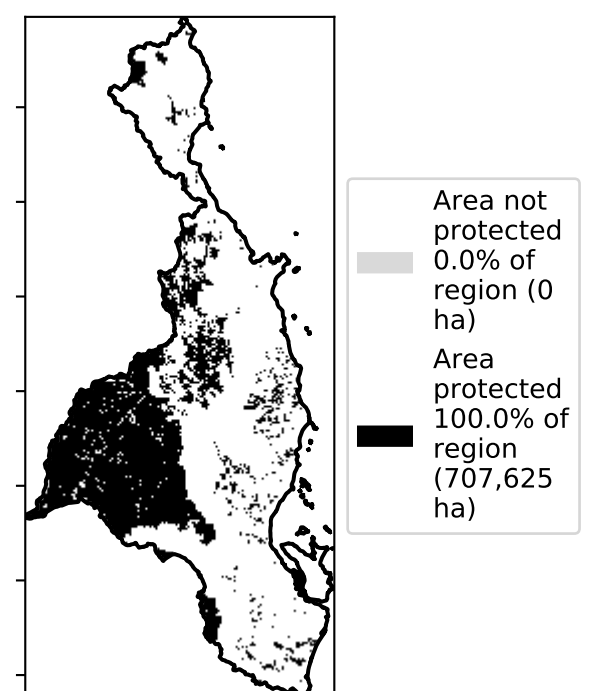 Area not
protected
0.0% of
region (0
ha)
Area
protected
100.0% of
region
(707,625
ha)